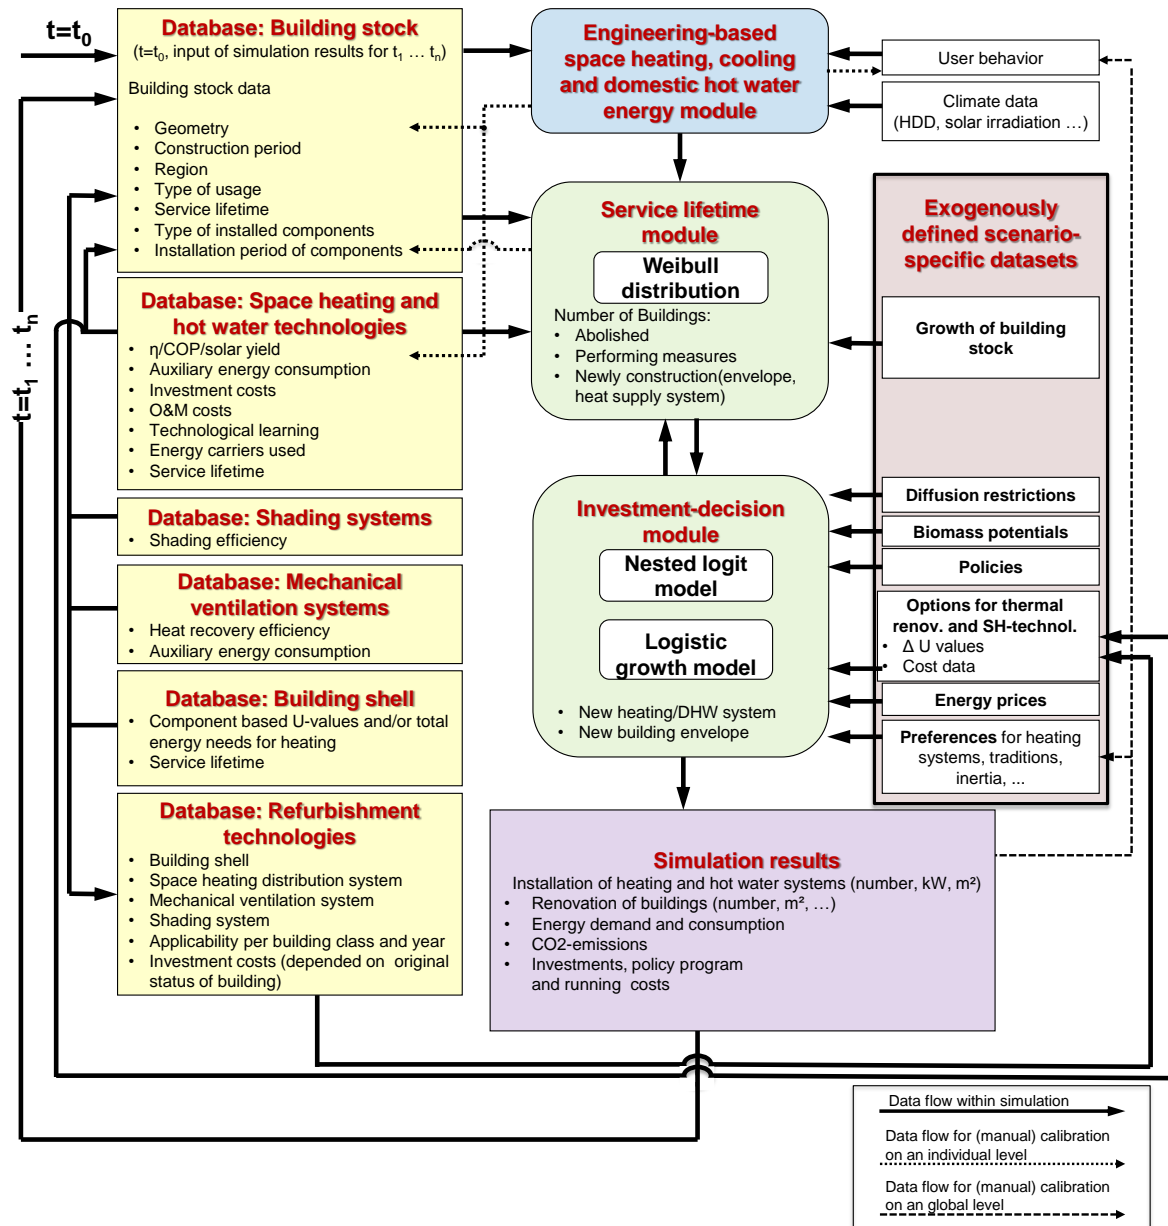 t=t0
Database: Building stock
(t=t0, input of simulation results for t1 … tn)
Building stock data
• Geometry
• Construction period
• Region
• Type of usage
• Service lifetime
• Type of installed components
• Installation period of components
Database: Space heating and
hot water technologies
• η/COP/solar yield
• Auxiliary energy consumption
• Investment costs
• O&M costs
• Technological learning
• Energy carriers used
• Service lifetime
Database: Shading systems
• Shading efficiency
Database: Mechanical
ventilation systems
• Heat recovery efficiency
• Auxiliary energy consumption
Database: Building shell
• Component based U-values and/or total
energy needs for heating
• Service lifetime
Database: Refurbishment
technologies
• Building shell
• Space heating distribution system
• Mechanical ventilation system
• Shading system
• Applicability per building class and year
• Investment costs (depended on original
status of building)
t=t1 … tn
Engineering-based
space heating, cooling
and domestic hot water
energy module
Service lifetime
module
Weibull
distribution
Number of Buildings:
• Abolished
• Performing measures
• Newly construction(envelope,
heat supply system)
Investment-decision
module
Nested logit
model
Logistic
growth model
• New heating/DHW system
• New building envelope
Simulation results
Installation of heating and hot water systems (number, kW, m²)
• Renovation of buildings (number, m², …)
• Energy demand and consumption
• CO2-emissions
• Investments, policy program
and running costs
User behavior
Climate data
(HDD, solar irradiation …)
Exogenously
defined scenario-
specific datasets
Growth of building
stock
Diffusion restrictions
Biomass potentials
Policies
Options for thermal
renov. and SH-technol.
• Δ U values
• Cost data
Energy prices
Preferences for heating
systems, traditions,
inertia, ...
Data flow within simulation
Data flow for (manual) calibration
on an individual level
Data flow for (manual) calibration
on an global level